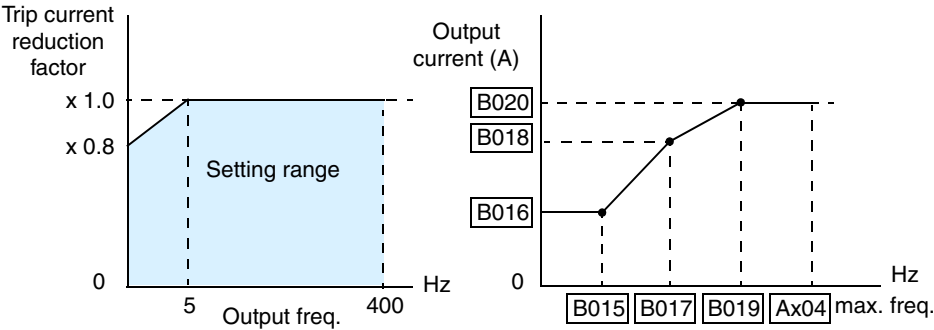 Trip current
reduction
factor
x 1.0
x 0.8
0
Setting range
5
400
Hz
Output freq.
Output
current (A)
B020
B018
B016
0
Hz
B015
B017
B019
Ax04
max. freq.